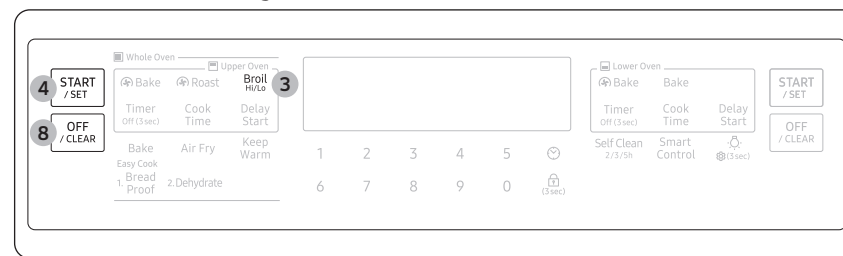 Whole Oven
Upper Oven
Lower Oven
4 START / SET
Bake Roast Broil Hi/Lo 3
Bake Bake
START / SET
Timer Off (3 sec) Cook Time Delay Start
Timer Off (3 sec) Cook Time Delay Start
8 OFF / CLEAR
OFF / CLEAR
Bake Air Fry Keep Warm
1 2 3 4 5
Self Clean 2/3/5h Smart Control (3 sec)
Easy Cook
1. Bread Proof 2. Dehydrate
6 7 8 9 0 (3 sec)